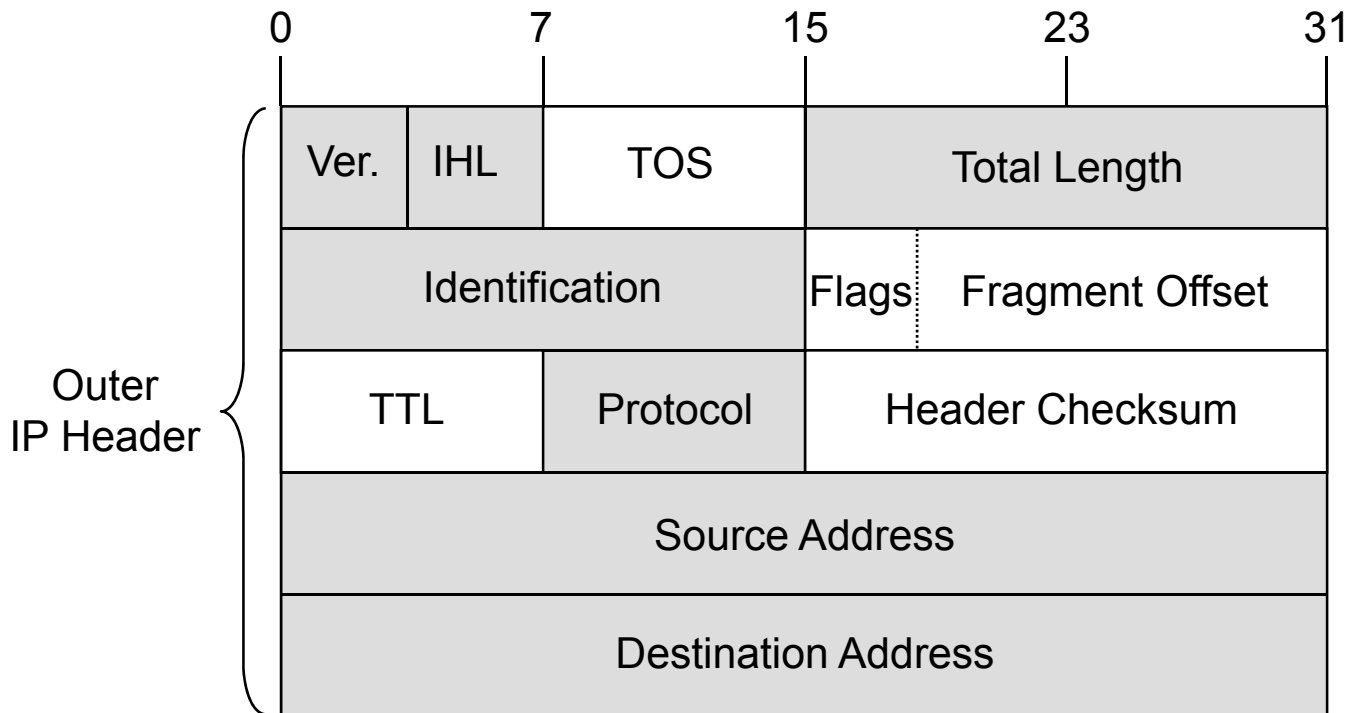 0 7 15 23 31
Ver. IHL TOS Total Length
Identification Flags Fragment Offset
Outer
IP Header
TTL Protocol Header Checksum
Source Address
Destination Address